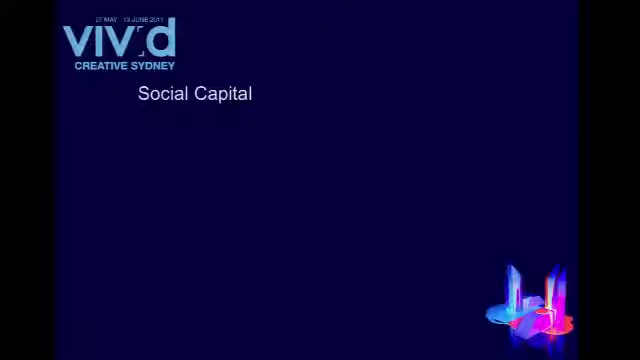 27 MAY - 13 JUNE 2011
vivid
CREATIVE SYDNEY
Social Capital